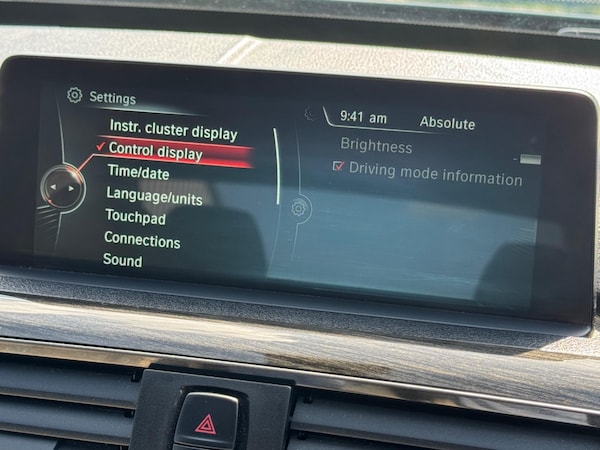 Settings
Instr. cluster display
Control display
Time/date
Language/units
Touchpad
Connections
Sound
9:41 am Absolute
Brightness
Driving mode information